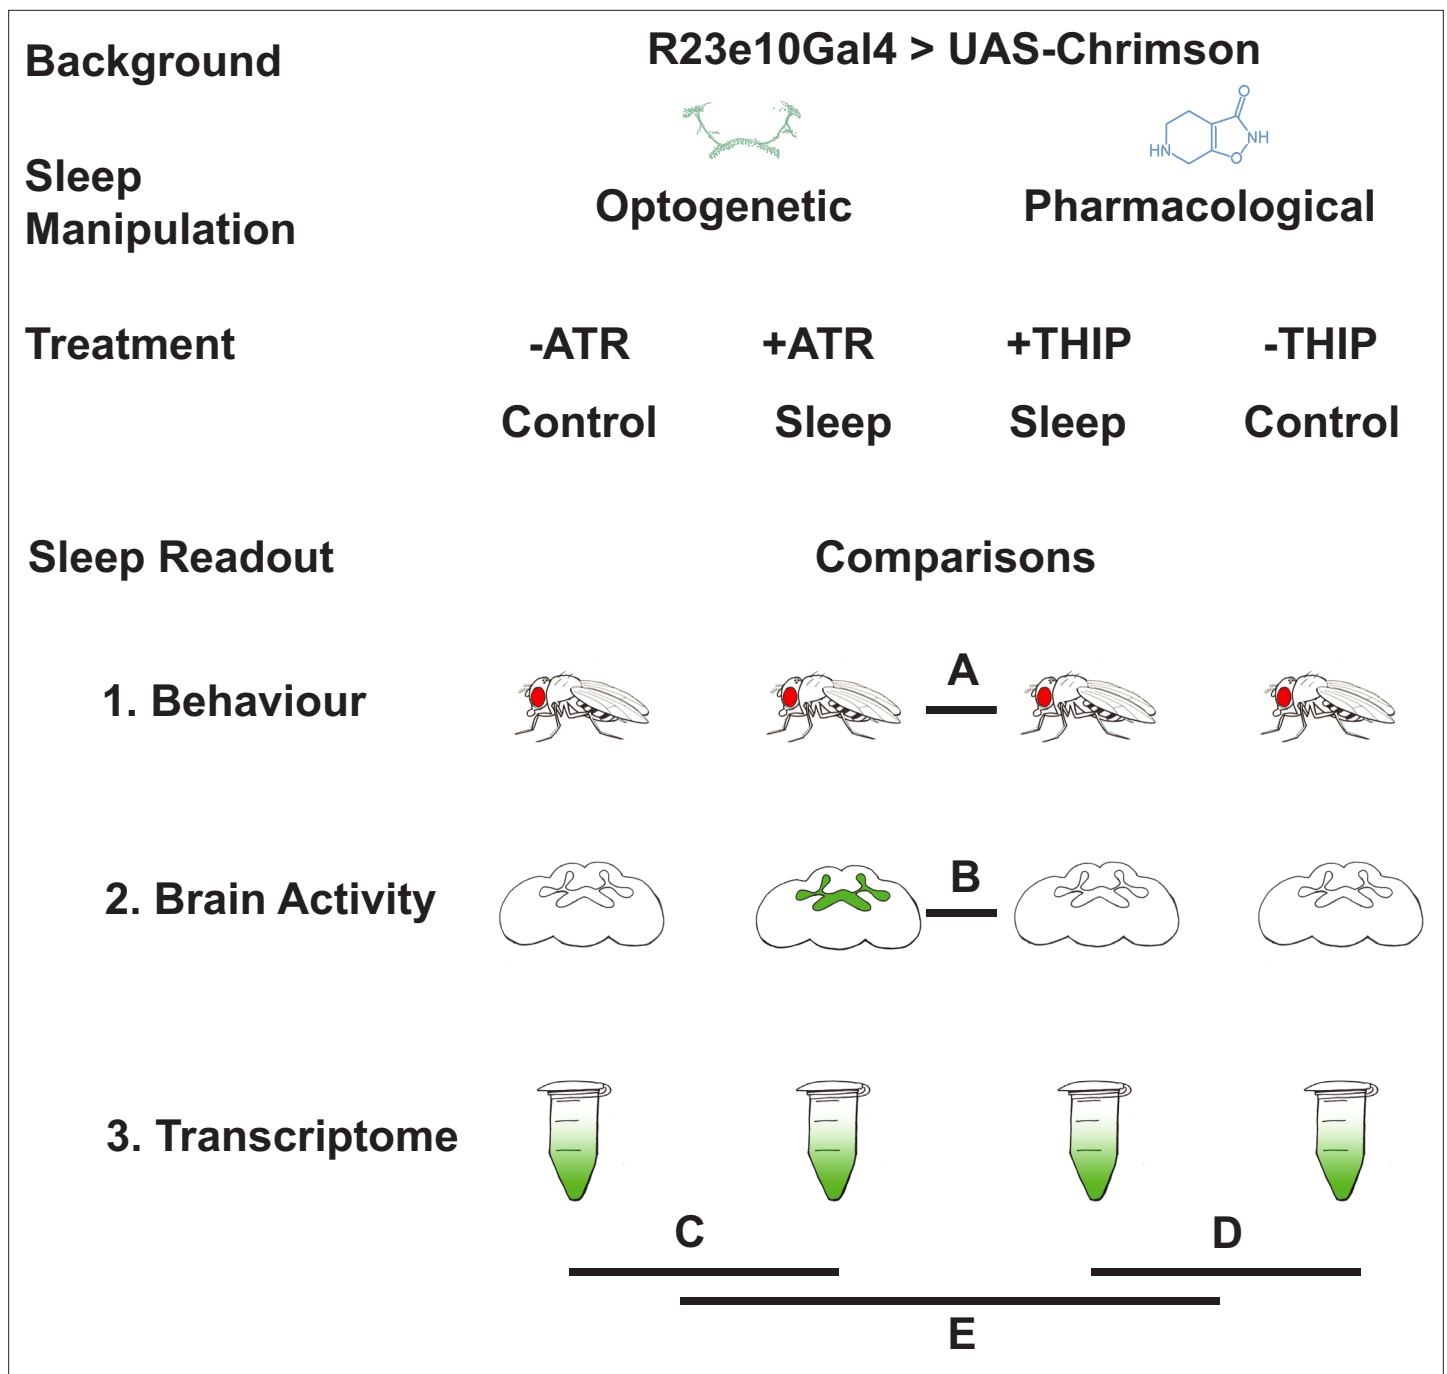 Background
R23e10Gal4 > UAS-Chrimson
O
HN
O
NH
Sleep
Manipulation
Optogenetic
Pharmacological
Treatment
-ATR
+ATR
+THIP
-THIP
Control
Sleep
Sleep
Control
Sleep Readout
Comparisons
1. Behaviour
A
2. Brain Activity
B
3. Transcriptome
C
D
E